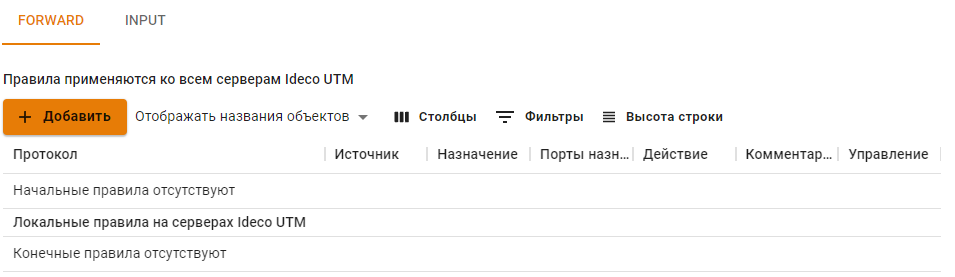 FORWARD INPUT
Правила применяются ко всем серверам Ideco UTM
+ Добавить Отображать названия объектов Столбцы Фильтры Высота строки
Протокол Источник Назначение Порты назн... Действие Комментар... Управление
Начальные правила отсутствуют
Локальные правила на серверах Ideco UTM
Конечные правила отсутствуют